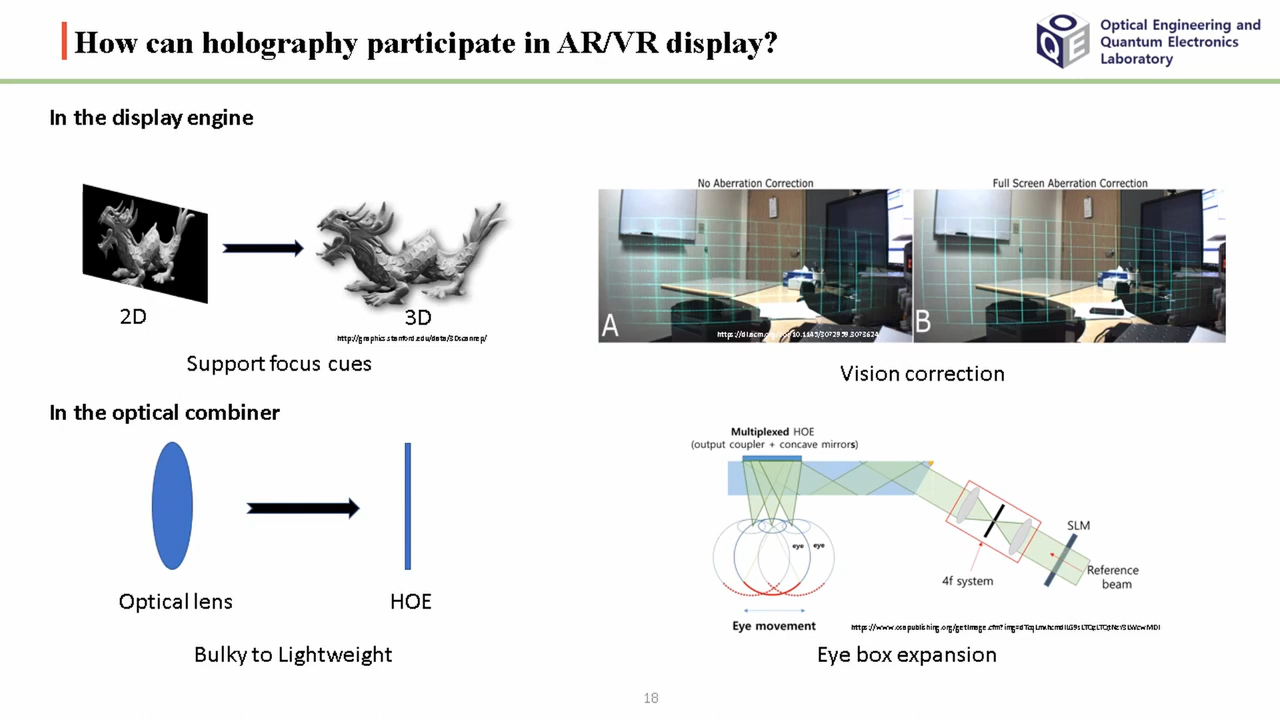 How can holography participate in AR/VR display?
Optical Engineering and
Quantum Electronics
Laboratory
In the display engine
2D
3D
http://graphics.stanford.edu/data/3Dscanrep/
Support focus cues
No Aberration Correction
Full Screen Aberration Correction
A
B
Vision correction
In the optical combiner
Optical lens
HOE
Bulky to Lightweight
Multiplexed HOE
(output coupler + concave mirrors)
eye
eye
SLM
Reference
beam
4f system
Eye movement
Eye box expansion
18